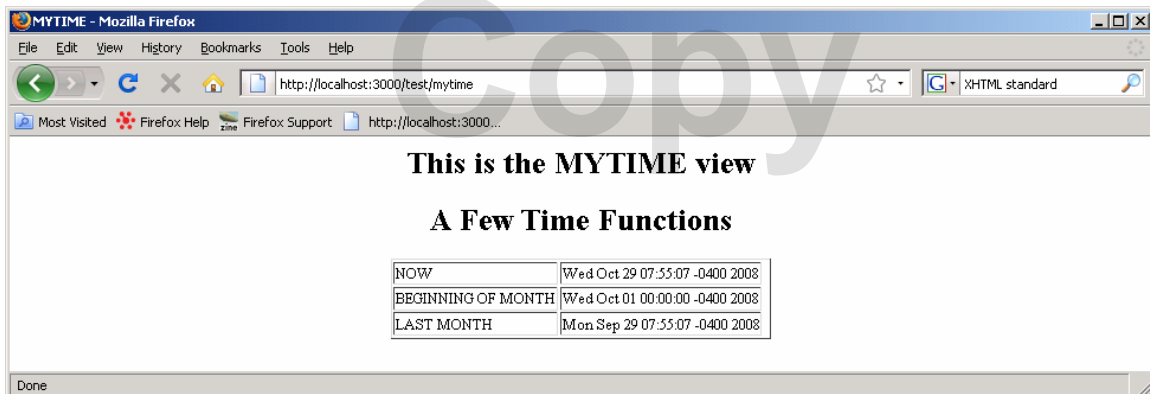 MYTIME - Mozilla Firefox
File Edit View History Bookmarks Tools Help
http://localhost:3000/test/mytime
G XHTML standard
Most Visited Firefox Help zine Firefox Support http://localhost:3000...
Copy
This is the MYTIME view
A Few Time Functions
NOW Wed Oct 29 07:55:07 -0400 2008
BEGINNING OF MONTH Wed Oct 01 00:00:00 -0400 2008
LAST MONTH Mon Sep 29 07:55:07 -0400 2008
Done